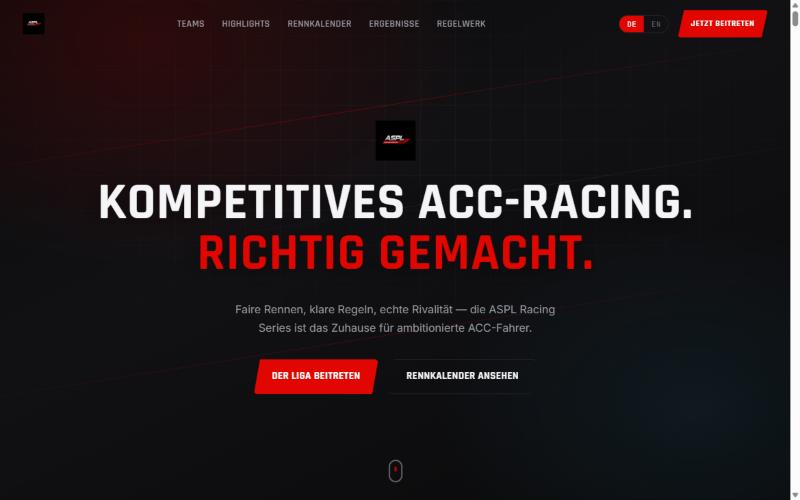 TEAMS HIGHLIGHTS RENNKALENDER ERGEBNISSE REGELWERK DE EN JETZT BEITRETEN
ASPL
KOMPETITIVES ACC-RACING.
RICHTIG GEMACHT.
Faire Rennen, klare Regeln, echte Rivalität — die ASPL Racing
Series ist das Zuhause für ambitionierte ACC-Fahrer.
DER LIGA BEITRETEN RENNKALENDER ANSEHEN